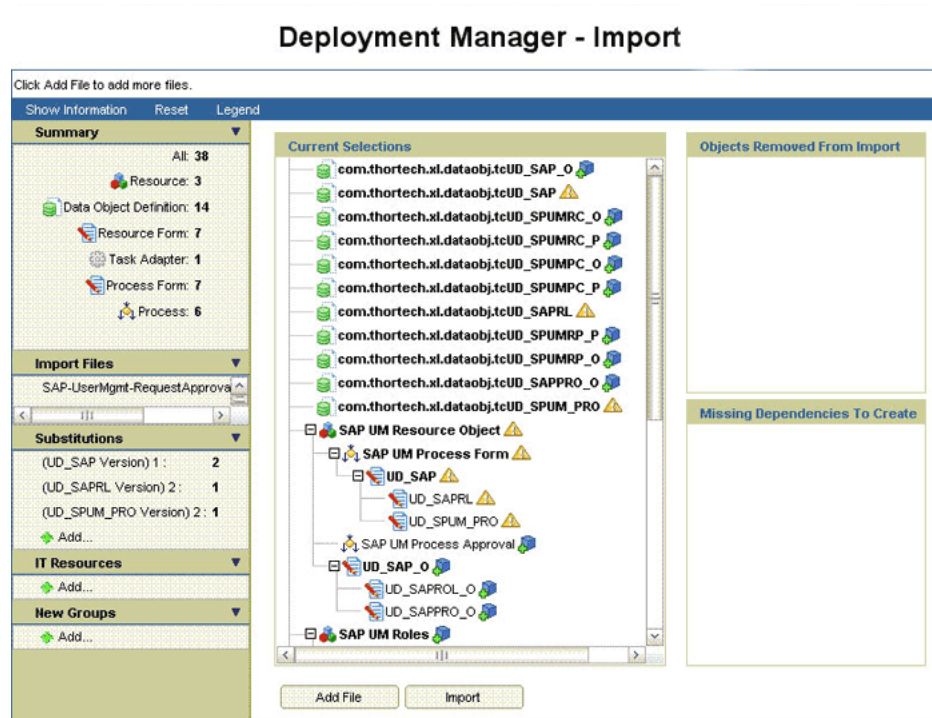 Deployment Manager - Import
Click Add File to add more files.
Show Information Reset Legend
Summary
All: 38
Resource: 3
Data Object Definition: 14
Resource Form: 7
Task Adapter: 1
Process Form: 7
Process: 6
Import Files
SAP-UserMgmt-RequestApprova
Substitutions
(UD_SAP Version) 1 : 2
(UD_SAPRL Version) 2 : 1
(UD_SPUM_PRO Version) 2 : 1
Add...
IT Resources
Add...
New Groups
Add...
Current Selections
com.thortech.xl.dataobj.tcUD_SAP_O
com.thortech.xl.dataobj.tcUD_SAP
com.thortech.xl.dataobj.tcUD_SPUMRC_O
com.thortech.xl.dataobj.tcUD_SPUMRC_P
com.thortech.xl.dataobj.tcUD_SPUMPC_O
com.thortech.xl.dataobj.tcUD_SPUMPC_P
com.thortech.xl.dataobj.tcUD_SAPRL
com.thortech.xl.dataobj.tcUD_SPUMRP_P
com.thortech.xl.dataobj.tcUD_SPUMRP_O
com.thortech.xl.dataobj.tcUD_SAPPRO_O
com.thortech.xl.dataobj.tcUD_SPUM_PRO
SAP UM Resource Object
SAP UM Process Form
UD_SAP
UD_SAPRL
UD_SPUM_PRO
SAP UM Process Approval
UD_SAP_O
UD_SAPROL_O
UD_SAPPRO_O
SAP UM Roles
Add File Import
Objects Removed From Import
Missing Dependencies To Create